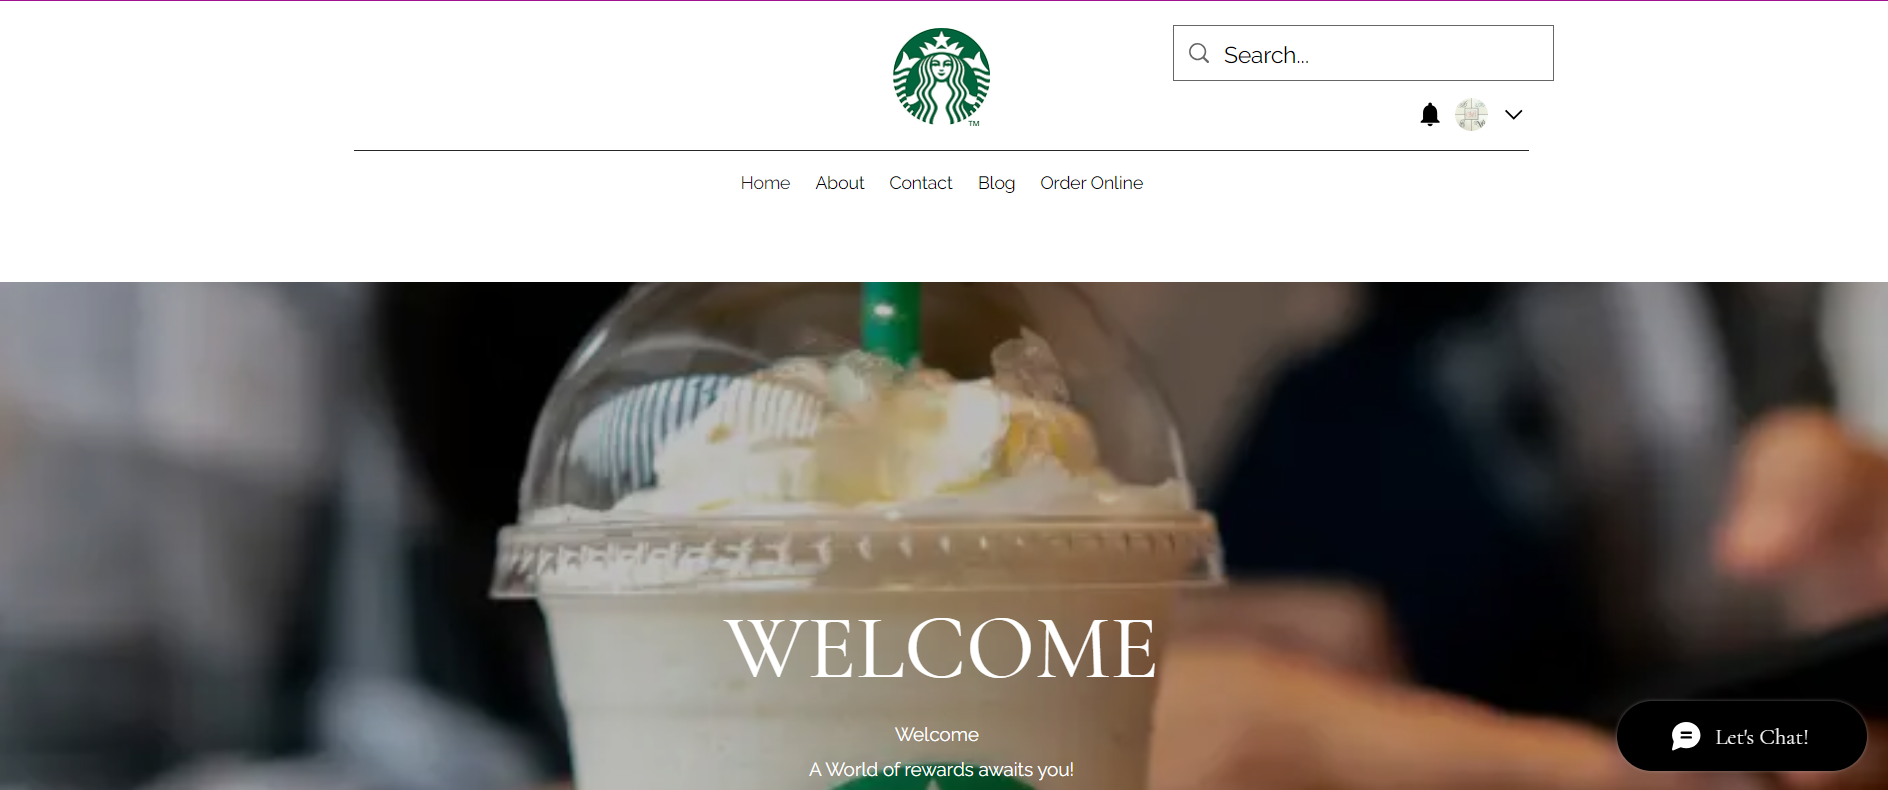 TM
Search...
Home About Contact Blog Order Online
WELCOME
Welcome
A World of rewards awaits you!
Let's Chat!